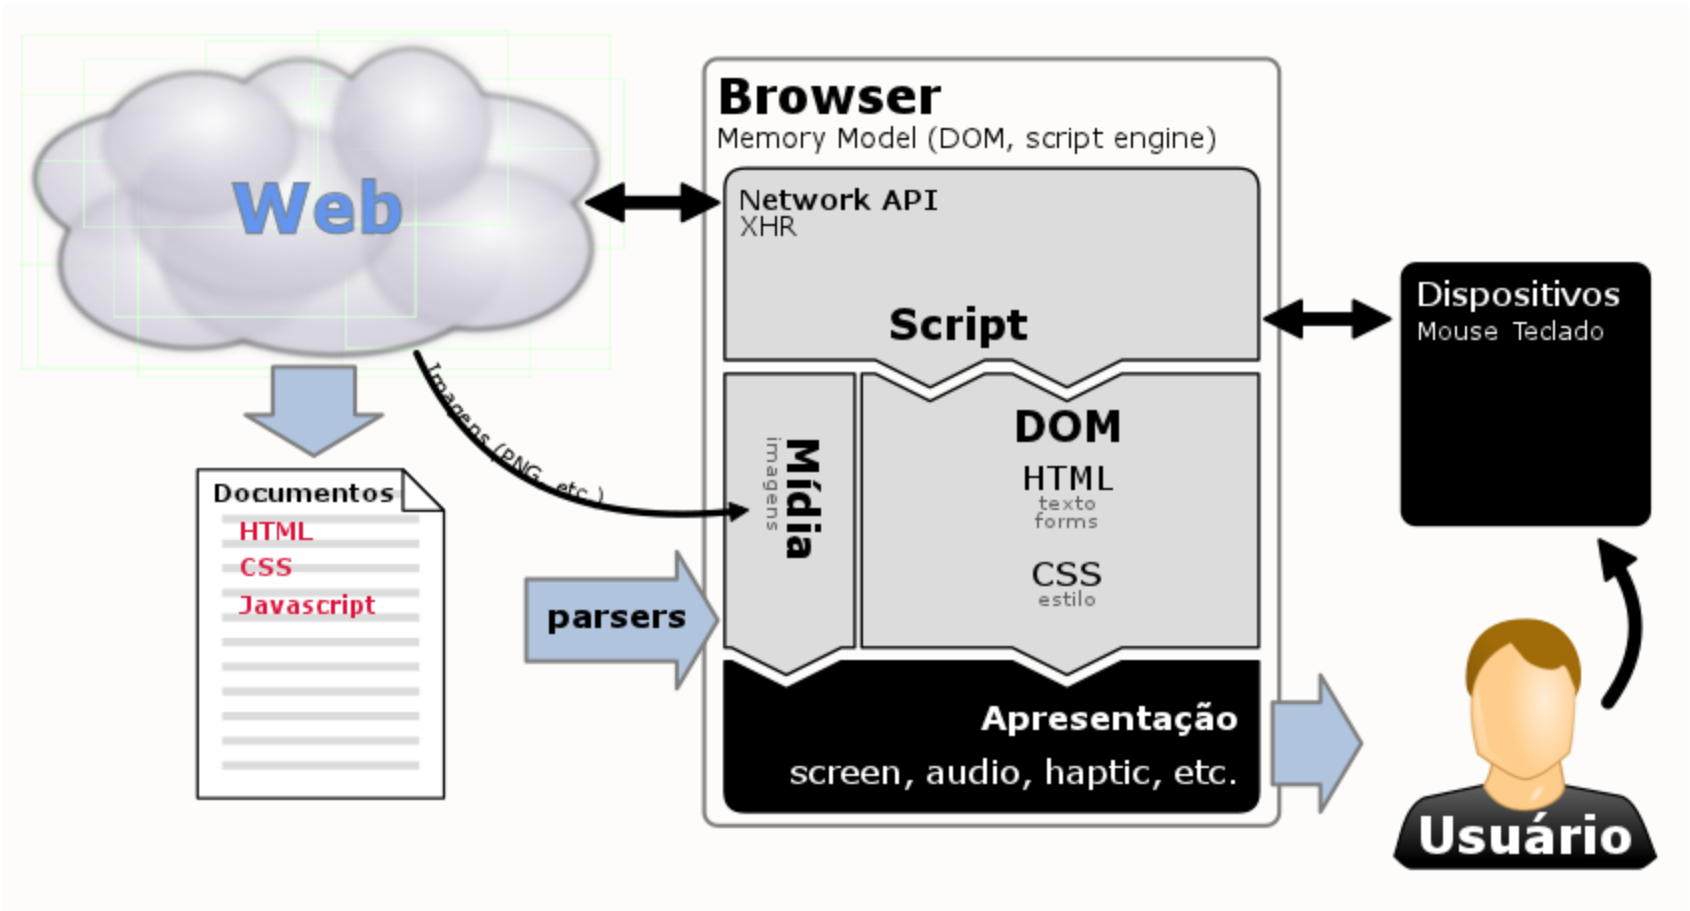 Web
Imagens (PNG, etc.)
Documentos
HTML
CSS
Javascript
parsers
Browser
Memory Model (DOM, script engine)
Network API
XHR
Script
Mídia
imagens
DOM
HTML
texto
forms
CSS
estilo
Apresentação
screen, audio, haptic, etc.
Dispositivos
Mouse Teclado
Usuário